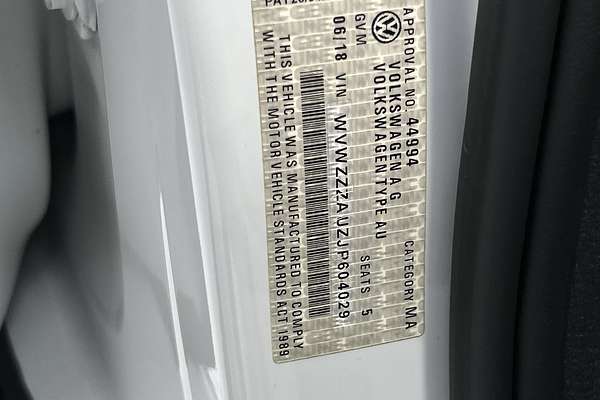 APPROVAL NO. 44994 CATEGORY MA
VOLKSWAGEN A G
VOLKSWAGEN TYPE AU
GVM SEATS 5
06/18 VIN WVWZZZAUZJP604029
THIS VEHICLE WAS MANUFACTURED TO COMPLY
WITH THE MOTOR VEHICLE STANDARDS ACT 1989